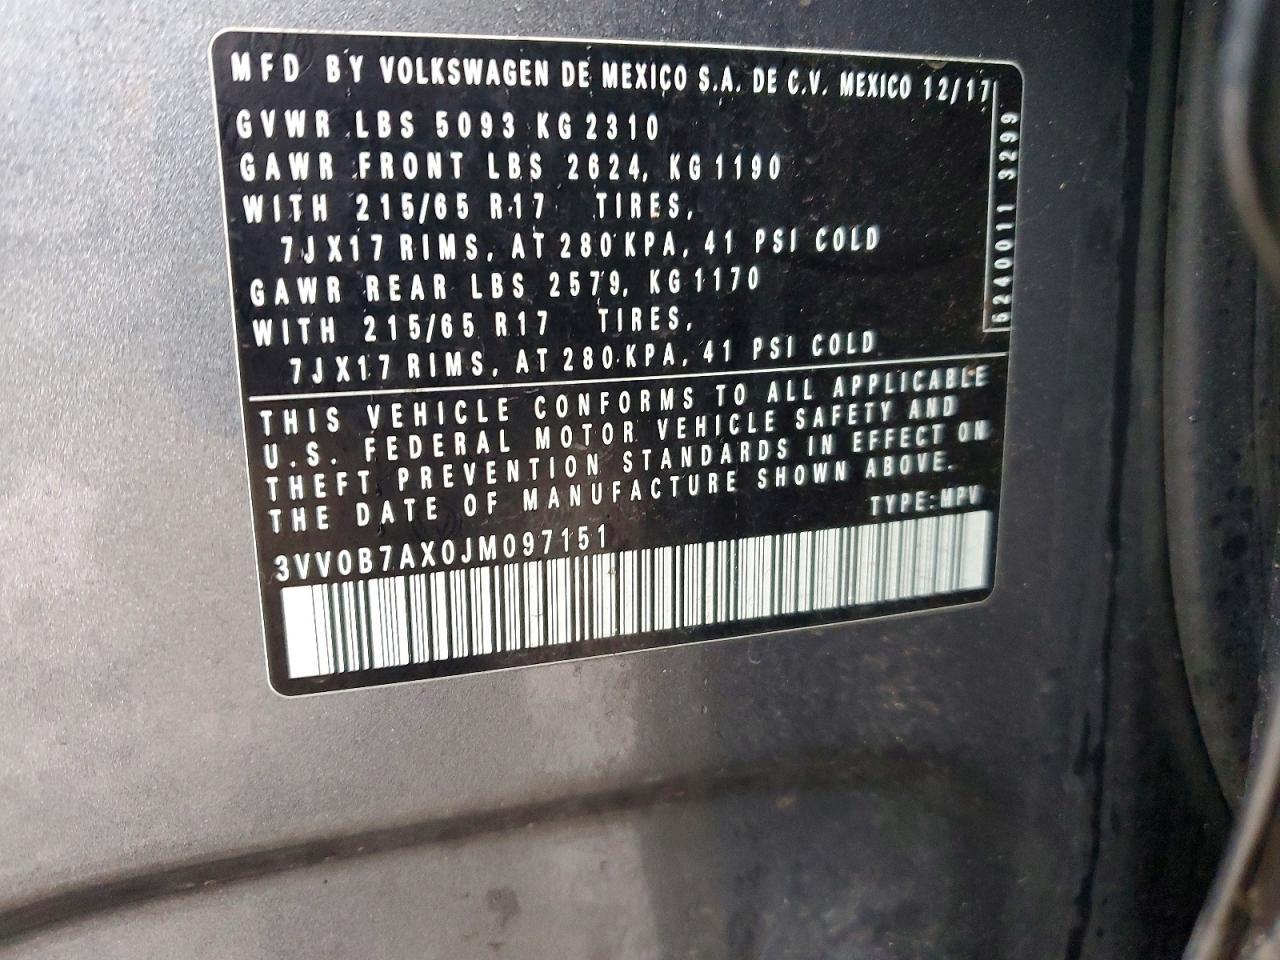 MFD BY VOLKSWAGEN DE MEXICO S.A. DE C.V. MEXICO 12/17
GVWR LBS 5093 KG 2310
GAWR FRONT LBS 2624, KG 1190
WITH 215/65 R17 TIRES,
7JX17 RIMS, AT 280 KPA, 41 PSI COLD
GAWR REAR LBS 2579, KG 1170
WITH 215/65 R17 TIRES,
7JX17 RIMS, AT 280 KPA, 41 PSI COLD
6240011 3299
THIS VEHICLE CONFORMS TO ALL APPLICABLE
U.S. FEDERAL MOTOR VEHICLE SAFETY AND
THEFT PREVENTION STANDARDS IN EFFECT ON
THE DATE OF MANUFACTURE SHOWN ABOVE.
TYPE:MPV
3VV0B7AX0JM097151